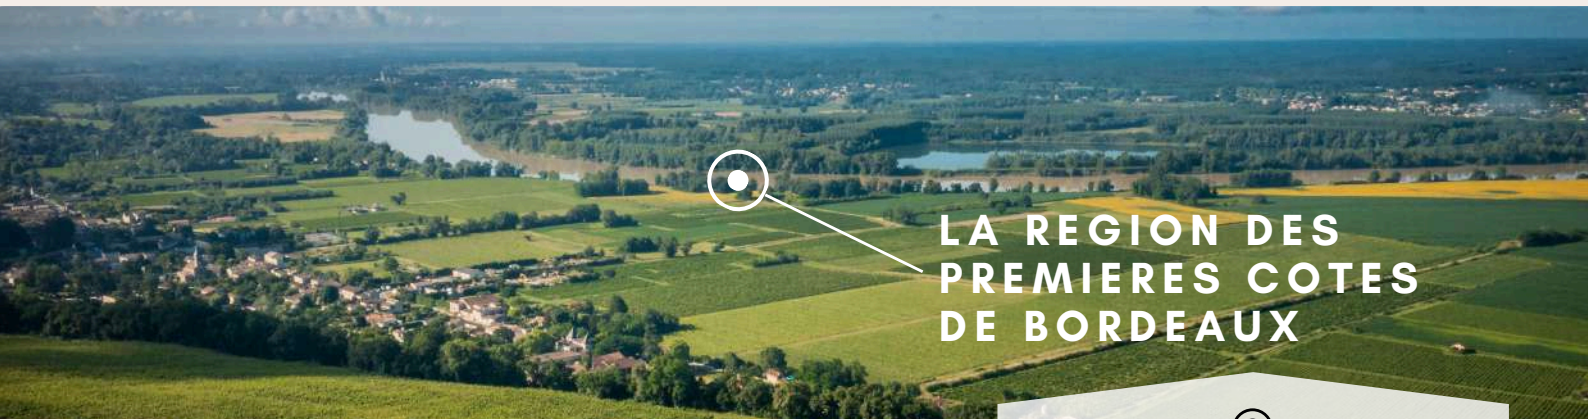 LA REGION DES
PREMIERES COTES
DE BORDEAUX